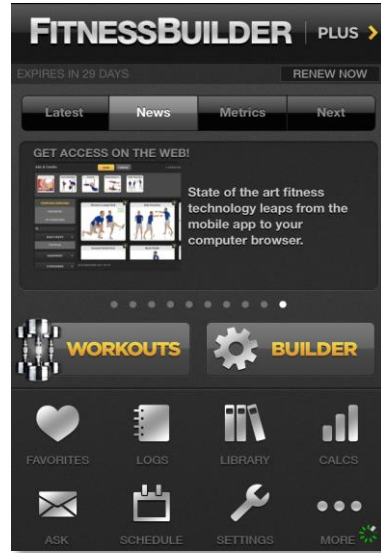 FITNESSBUILDER PLUS
EXPIRES IN 29 DAYS RENEW NOW
Latest News Metrics Next
GET ACCESS ON THE WEB!
State of the art fitness
technology leaps from the
mobile app to your
computer browser.
WORKOUTS BUILDER
FAVORITES LOGS LIBRARY CALCS
ASK SCHEDULE SETTINGS MORE